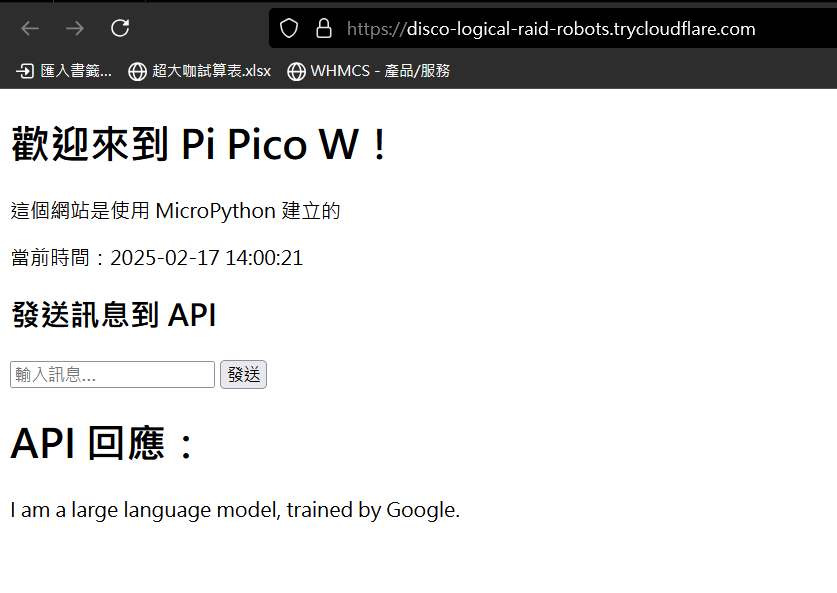 https://disco-logical-raid-robots.trycloudflare.com
匯入書籤... 超大咖試算表.xlsx WHMCS - 產品/服務
歡迎來到 Pi Pico W！
這個網站是使用 MicroPython 建立的
當前時間：2025-02-17 14:00:21
發送訊息到 API
輸入訊息... 發送
API 回應：
I am a large language model, trained by Google.